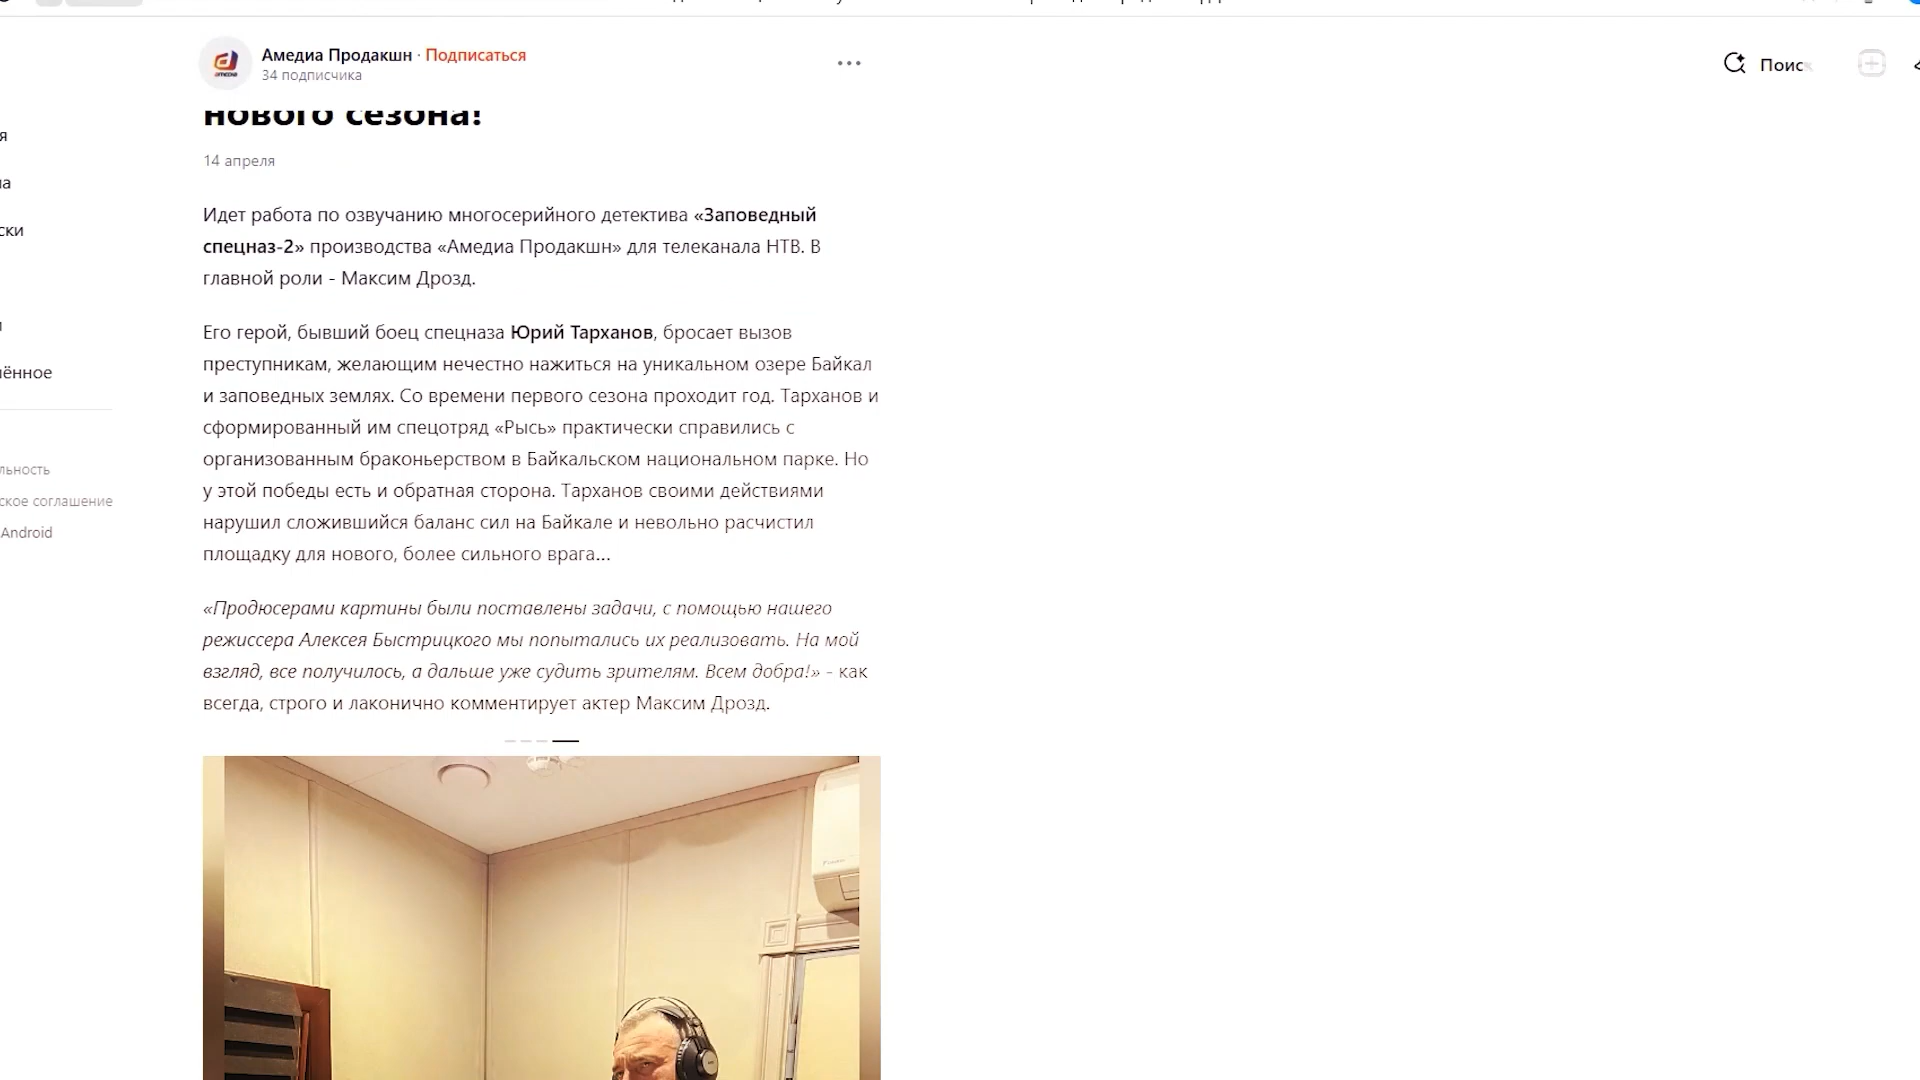 Амедиа Продакшн · Подписаться
34 подписчика
Поиск
нового сезона!
14 апреля
Идет работа по озвучанию многосерийного детектива «Заповедный
спецназ-2» производства «Амедиа Продакшн» для телеканала НТВ. В
главной роли - Максим Дрозд.
Его герой, бывший боец спецназа Юрий Тарханов, бросает вызов
преступникам, желающим нечестно нажиться на уникальном озере Байкал
и заповедных землях. Со времени первого сезона проходит год. Тарханов и
сформированный им спецотряд «Рысь» практически справились с
организованным браконьерством в Байкальском национальном парке. Но
у этой победы есть и обратная сторона. Тарханов своими действиями
нарушил сложившийся баланс сил на Байкале и невольно расчистил
площадку для нового, более сильного врага...
«Продюсерами картины были поставлены задачи, с помощью нашего
режиссера Алексея Быстрицкого мы попытались их реализовать. На мой
взгляд, все получилось, а дальше уже судить зрителям. Всем добра!» - как
всегда, строго и лаконично комментирует актер Максим Дрозд.
я
ла
ски
ённое
льность
ское соглашение
Android